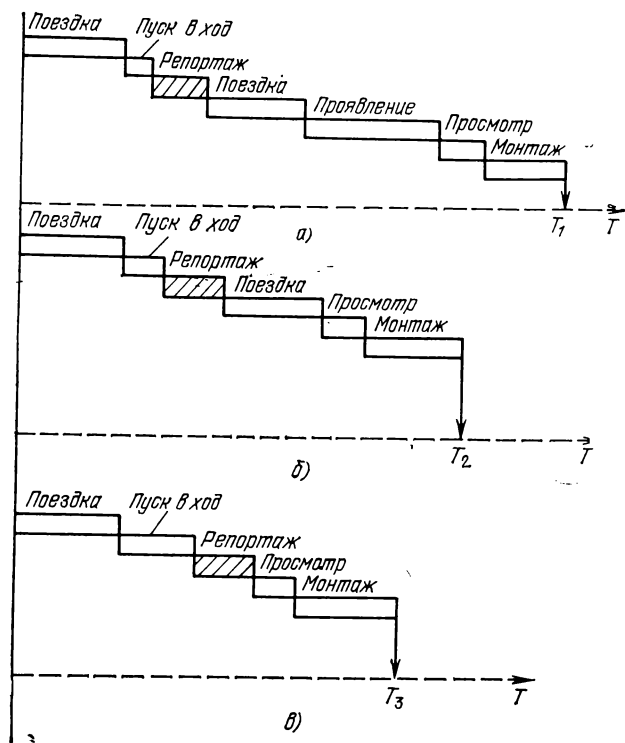 Поездка
Пуск в ход
Репортаж
Поездка
Проявление
Просмотр
Монтаж
T₁
T
а)
Поездка
Пуск в ход
Репортаж
Поездка
Просмотр
Монтаж
T₂
T
б)
Поездка
Пуск в ход
Репортаж
Просмотр
Монтаж
T₃
T
в)